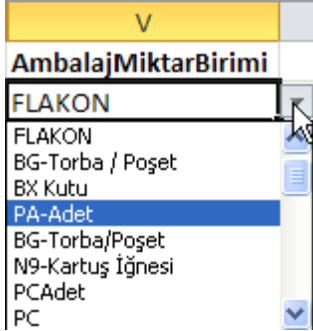 V
AmbalajMiktarBirimi
FLAKON
FLAKON
BG-Torba / Poşet
BX Kutu
PA-Adet
BG-Torba/Poşet
N9-Kartuş İğnesi
PCAdet
PC